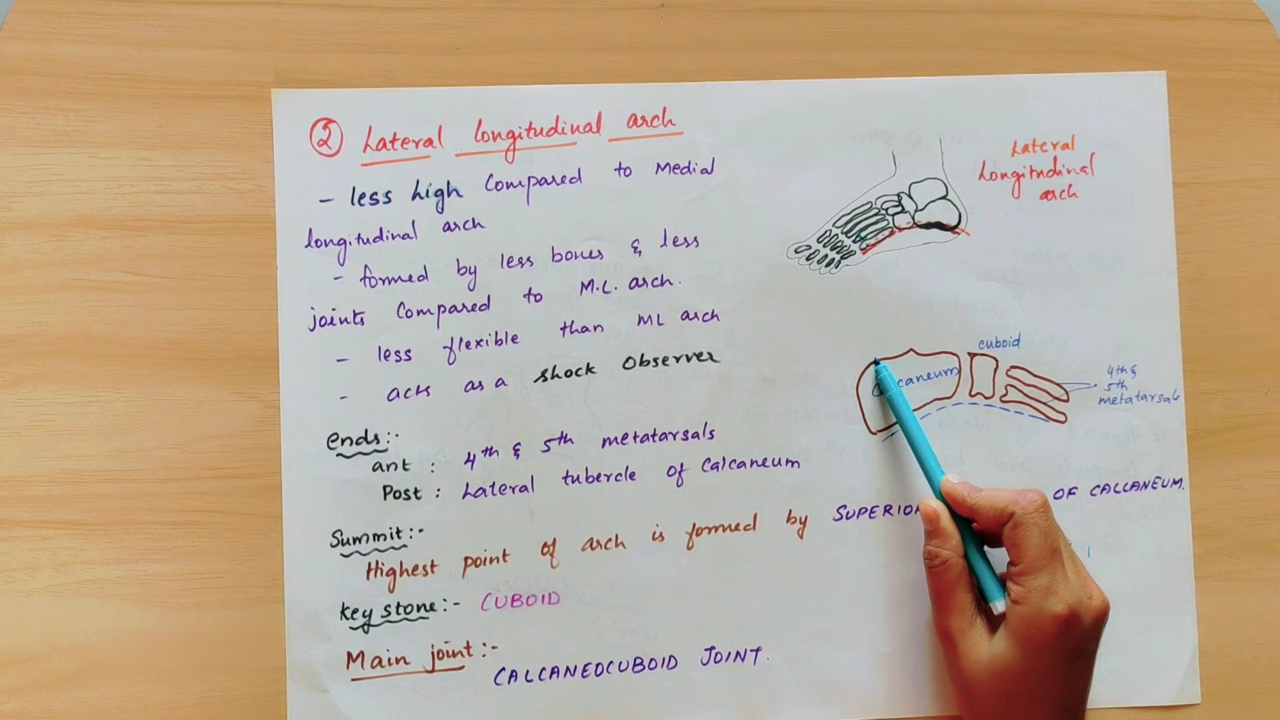 ② Lateral longitudinal arch
- less high compared to Medial
longitudinal arch
- formed by less bones & less
joints compared to M.L. arch.
- less flexible than ML arch
- acts as a shock observer
ends:-
ant : 4th & 5th metatarsals
Post : Lateral tubercle of Calcaneum
Summit:-
Highest point of arch is formed by SUPERIOR OF CALCANEUM.
key stone:- CUBOID
Main joint:-
CALCANEOCUBOID JOINT.
Lateral
Longitudinal
arch
cuboid
caneum
4th &
5th
metatarsals